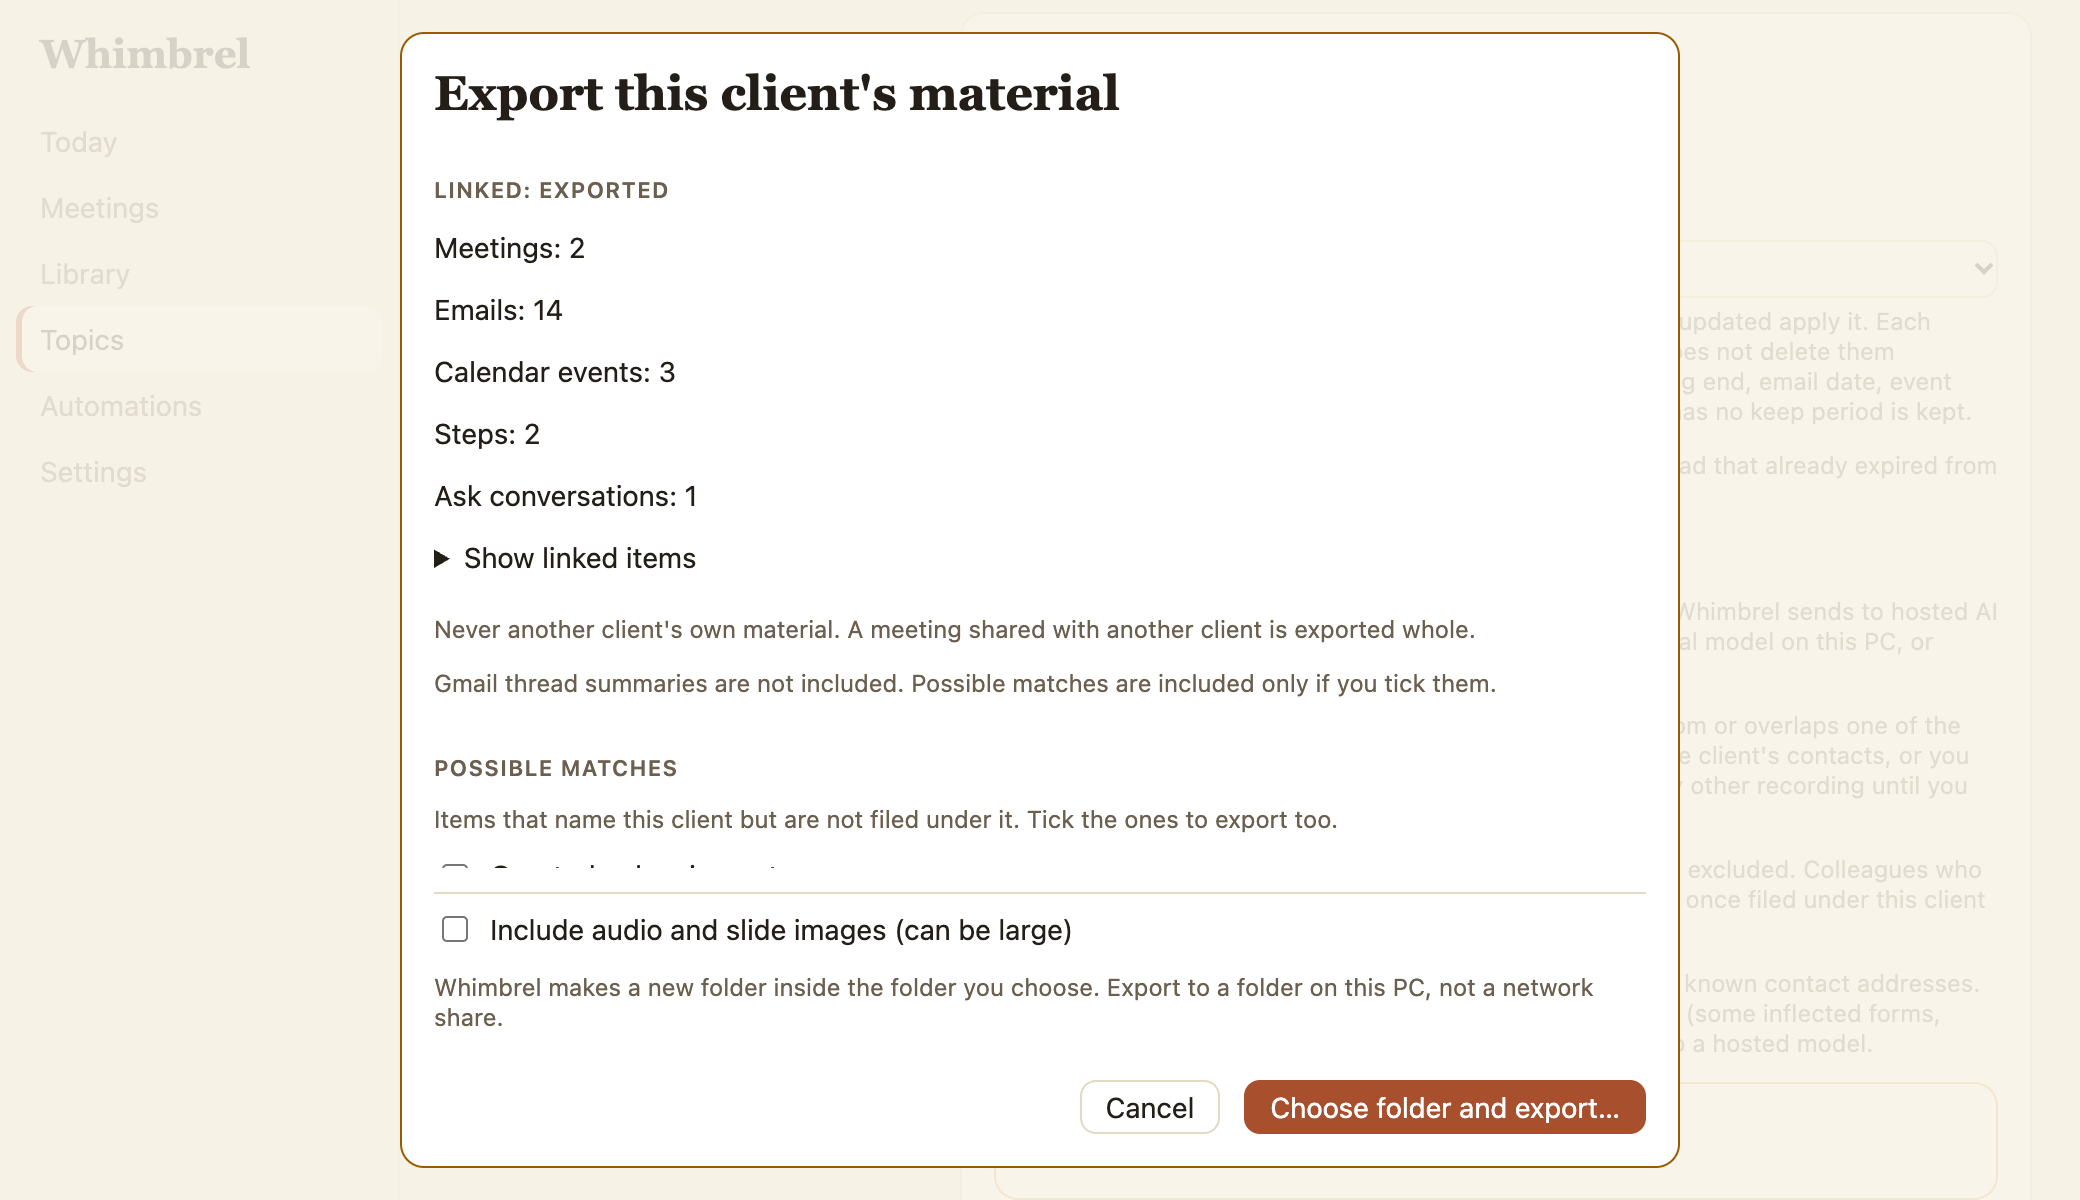 Whimbrel
Today
Meetings
Library
Topics
Automations
Settings
Export this client's material
LINKED: EXPORTED
Meetings: 2
Emails: 14
Calendar events: 3
Steps: 2
Ask conversations: 1
Show linked items
Never another client's own material. A meeting shared with another client is exported whole.
Gmail thread summaries are not included. Possible matches are included only if you tick them.
POSSIBLE MATCHES
Items that name this client but are not filed under it. Tick the ones to export too.
Include audio and slide images (can be large)
Whimbrel makes a new folder inside the folder you choose. Export to a folder on this PC, not a network
share.
Cancel
Choose folder and export...
updated apply it. Each
not delete them
end, email date, event
no keep period is kept.
that already expired from
Whimbrel sends to hosted AI
model on this PC, or
or overlaps one of the
client's contacts, or you
other recording until you
excluded. Colleagues who
once filed under this client
known contact addresses.
(some inflected forms,
a hosted model.